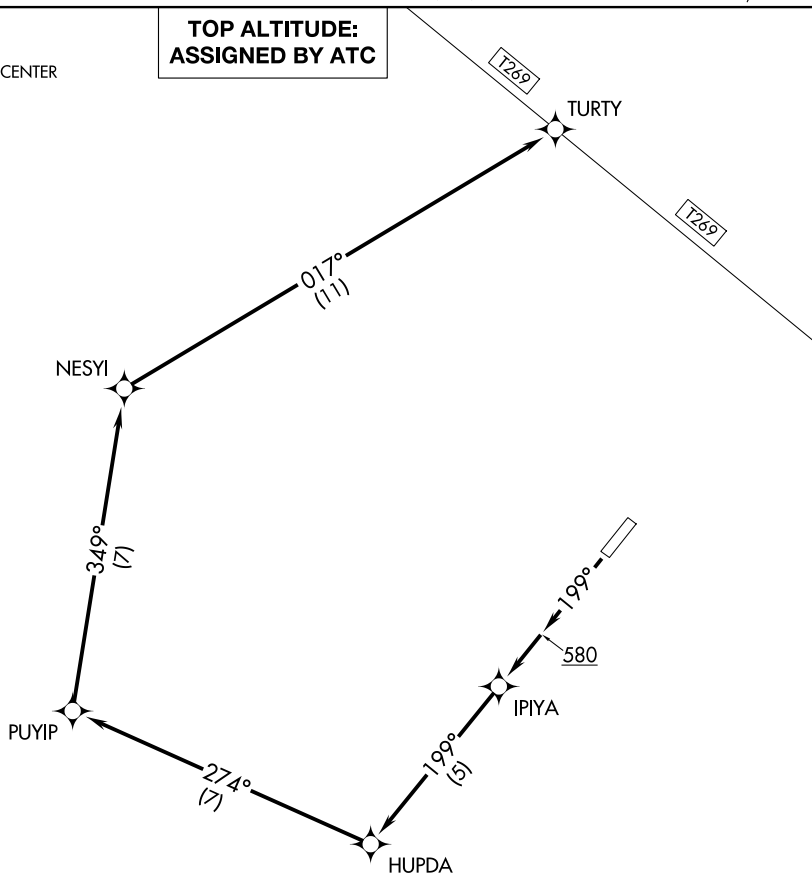 TOP ALTITUDE:
ASSIGNED BY ATC
CENTER
T269
TURTY
T269
017°
(11)
NESYI
349°
(7)
199°
580
IPIYA
PUYIP
199°
(5)
274°
(7)
HUPDA